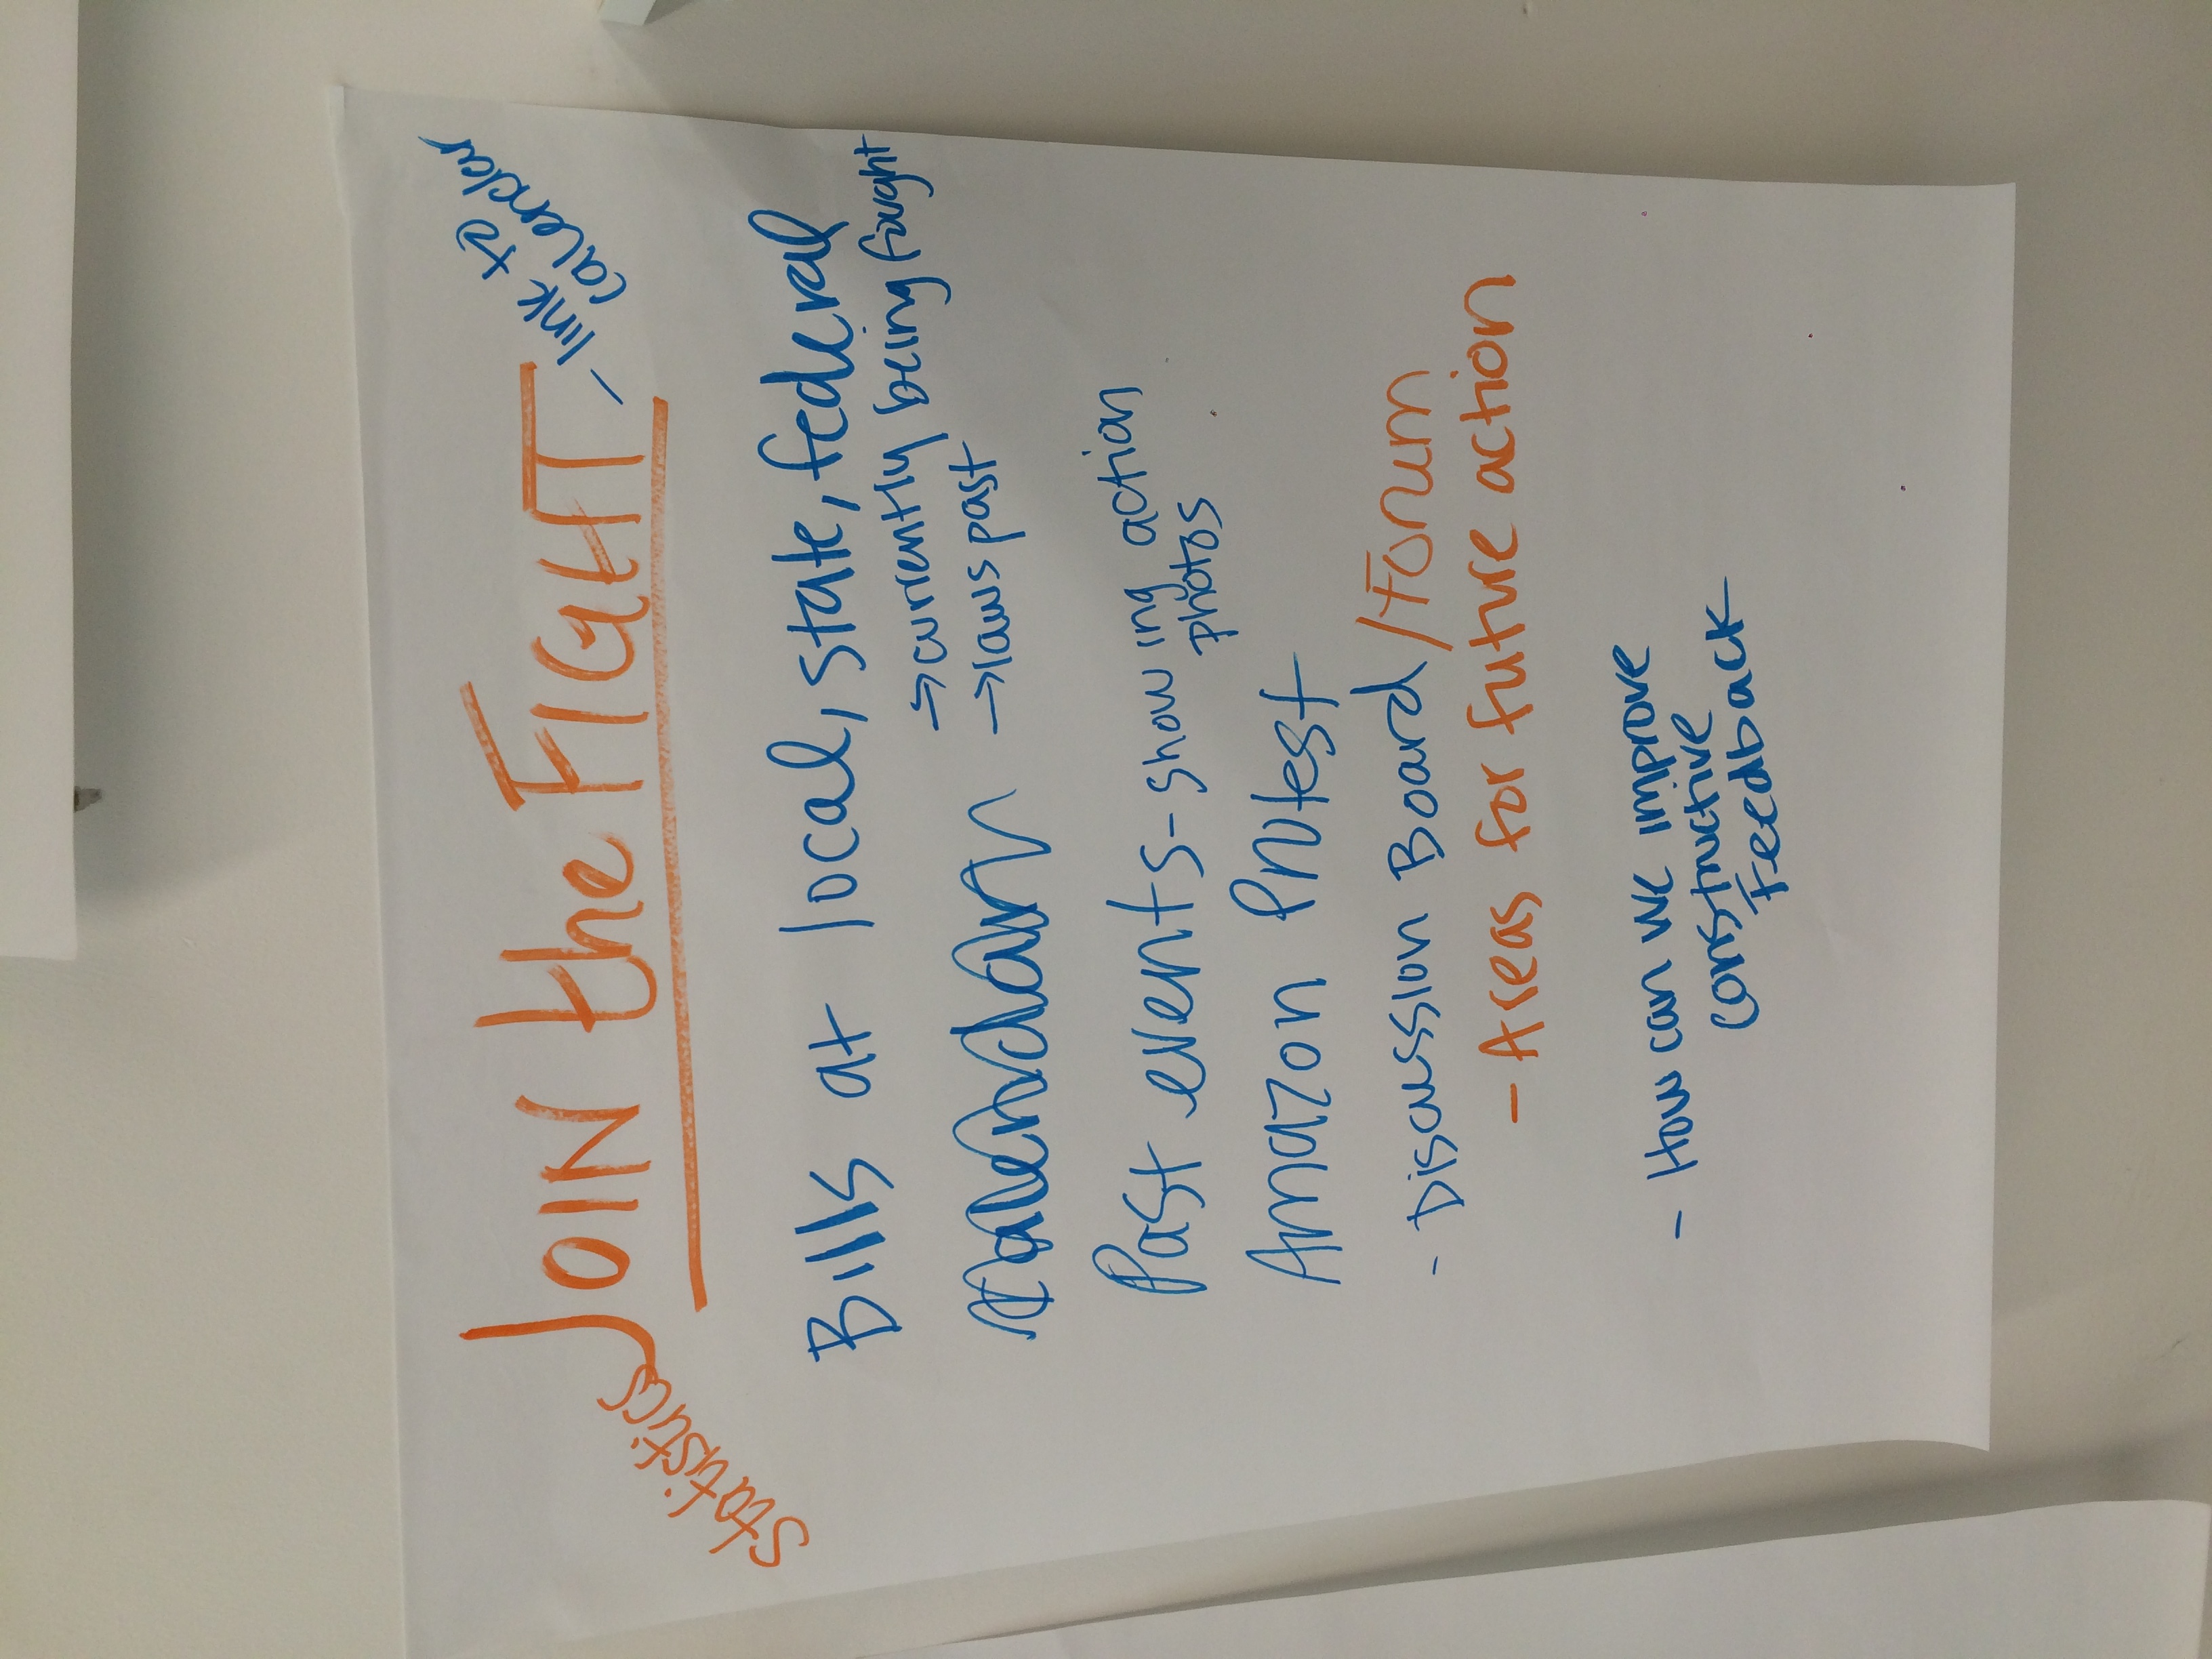 JOIN the FIGHT
- link to
calendar
statistics
Bills at local, state, federal
→ currently being fought
→ laws past
Calendar
Past events - showing action
photos
Amazon Protest
- Discussion Board / Forum
- Areas for future action
- How can we improve
constructive
Feedback